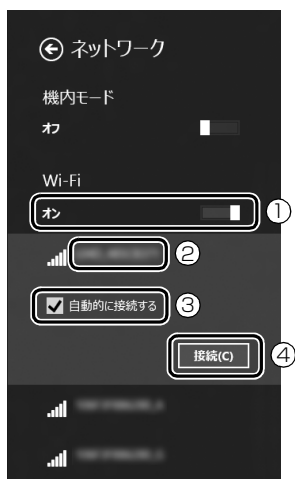 ネットワーク
機内モード
オフ
Wi-Fi
オン
①
②
自動的に接続する
③
接続(C)
④